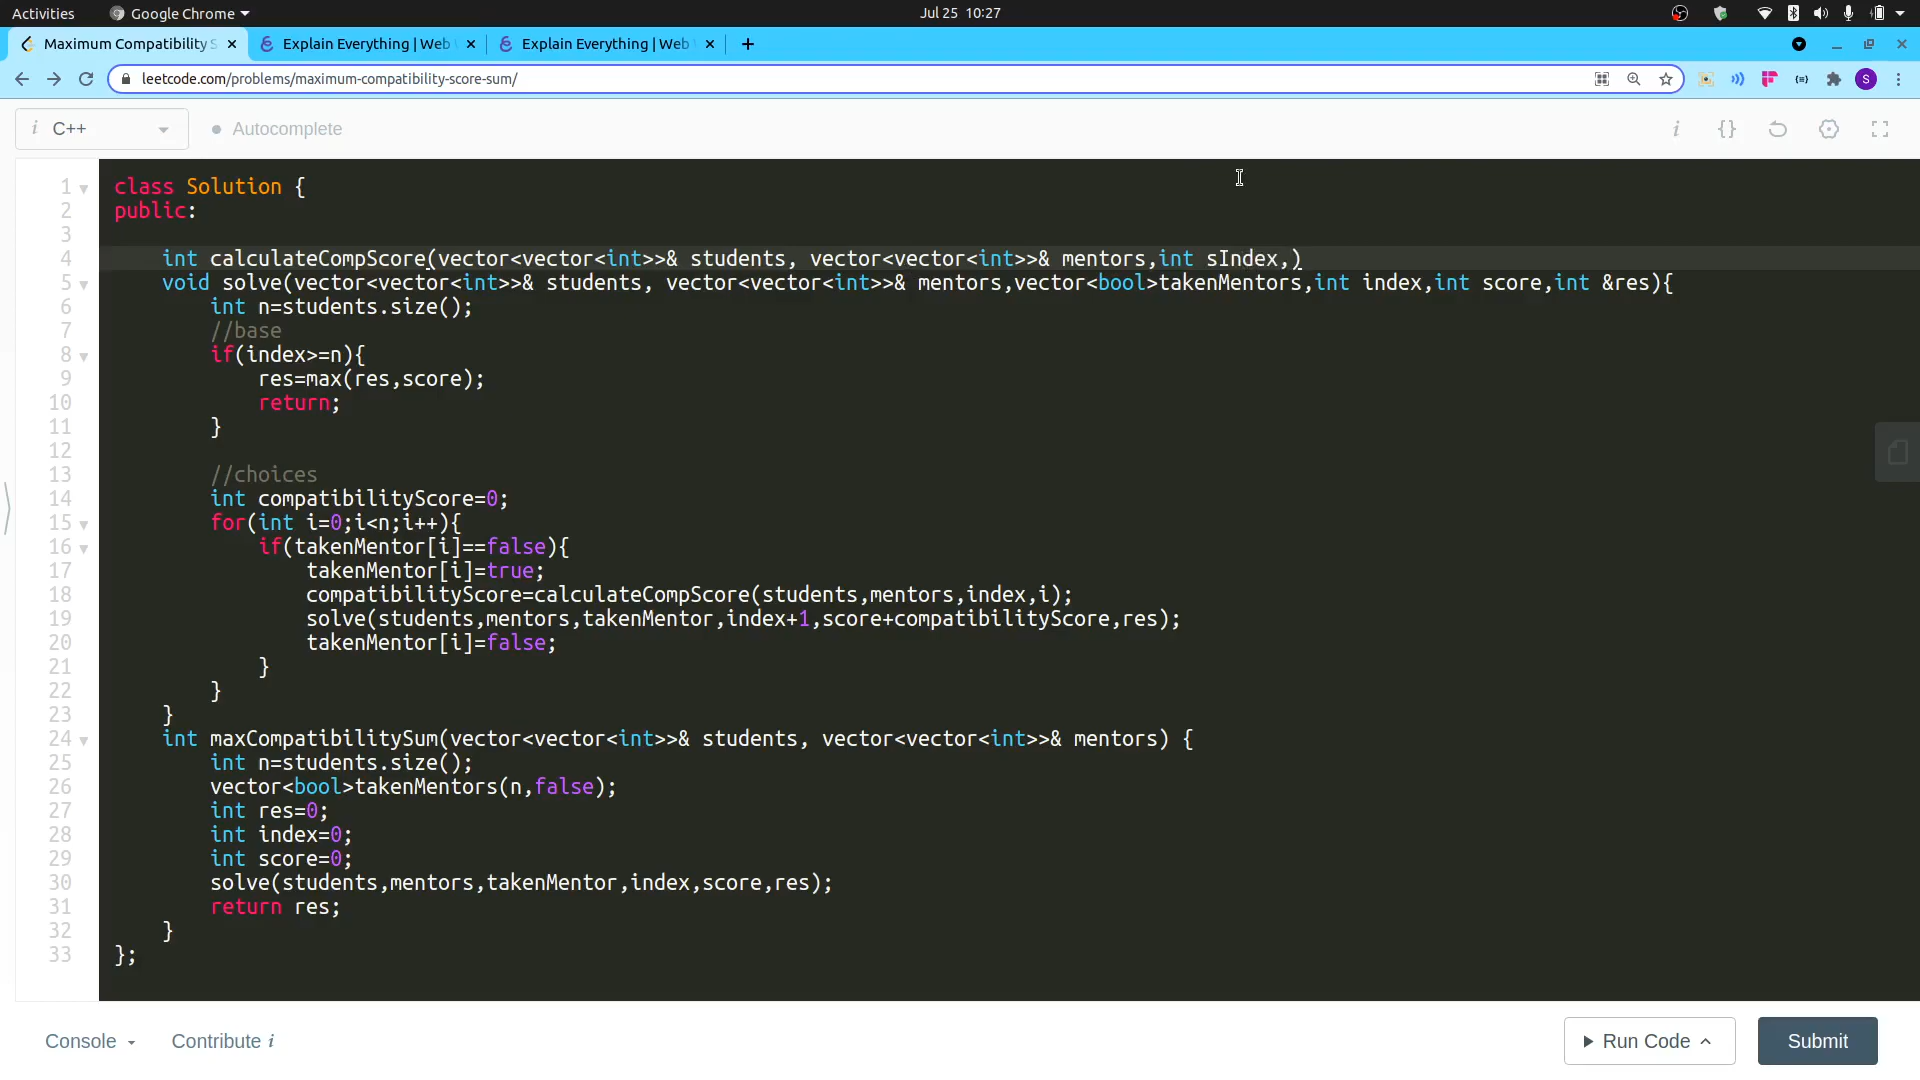 Activities
Google Chrome
Jul 25 10:27
Maximum Compatibility S
Explain Everything | Web
Explain Everything | Web
leetcode.com/problems/maximum-compatibility-score-sum/
S
i C++
Autocomplete
i {}
1 class Solution {
2 public:
3
4 int calculateCompScore(vector<vector<int>>& students, vector<vector<int>>& mentors,int sIndex,)
5 void solve(vector<vector<int>>& students, vector<vector<int>>& mentors,vector<bool>takenMentors,int index,int score,int &res){
6 int n=students.size();
7 //base
8 if(index>=n){
9 res=max(res,score);
10 return;
11 }
12
13 //choices
14 int compatibilityScore=0;
15 for(int i=0;i<n;i++){
16 if(takenMentor[i]==false){
17 takenMentor[i]=true;
18 compatibilityScore=calculateCompScore(students,mentors,index,i);
19 solve(students,mentors,takenMentor,index+1,score+compatibilityScore,res);
20 takenMentor[i]=false;
21 }
22 }
23 }
24 int maxCompatibilitySum(vector<vector<int>>& students, vector<vector<int>>& mentors) {
25 int n=students.size();
26 vector<bool>takenMentors(n,false);
27 int res=0;
28 int index=0;
29 int score=0;
30 solve(students,mentors,takenMentor,index,score,res);
31 return res;
32 }
33 };
Console
Contribute i
Run Code
Submit